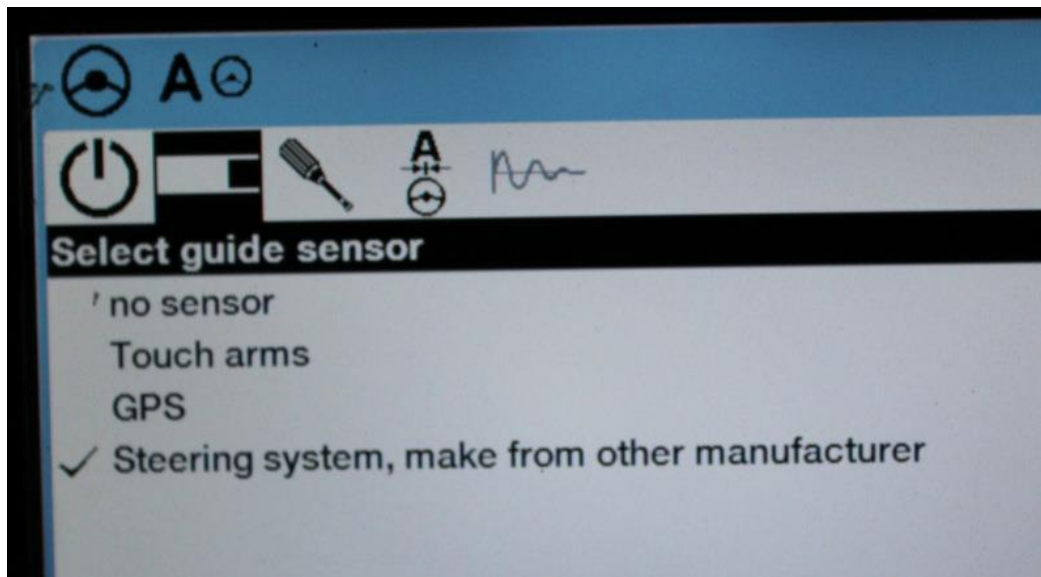 A
A
Select guide sensor
no sensor
Touch arms
GPS
Steering system, make from other manufacturer